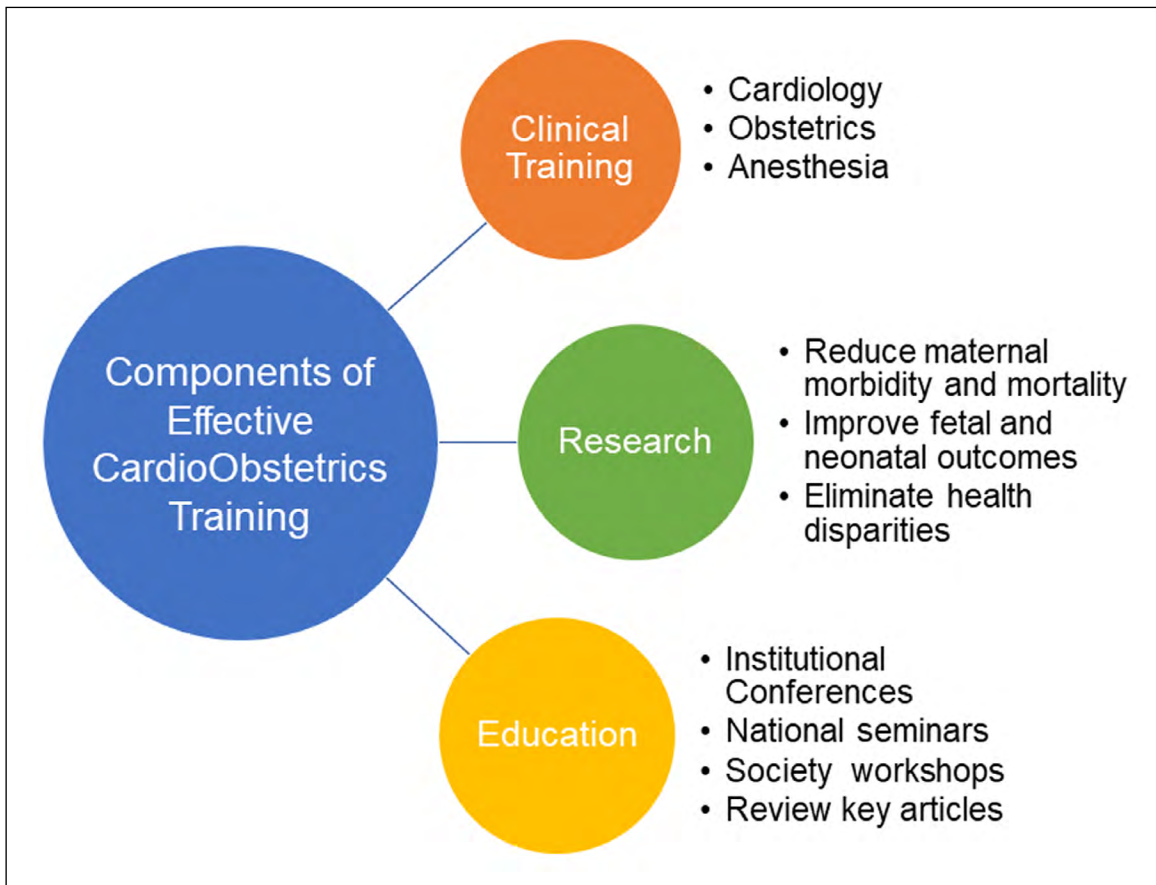 Clinical
Training
• Cardiology
• Obstetrics
• Anesthesia
Components of
Effective
CardioObstetrics
Training
Research
• Reduce maternal
morbidity and mortality
• Improve fetal and
neonatal outcomes
• Eliminate health
disparities
Education
• Institutional
Conferences
• National seminars
• Society workshops
• Review key articles